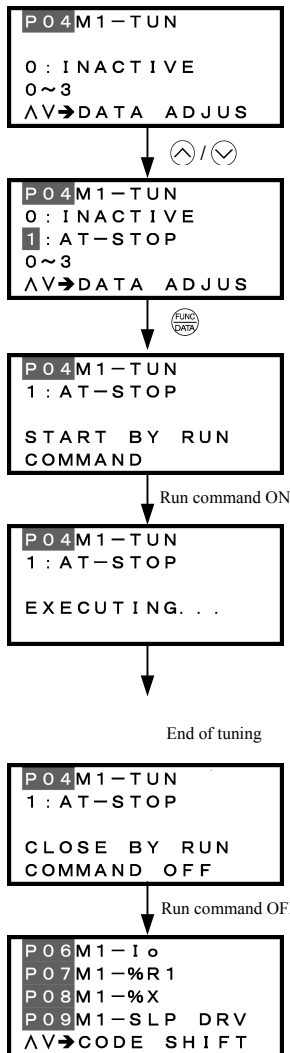 P04M1-TUN
0:INACTIVE
0~3
∧∨➔DATA ADJUS
∧ / ∨
P04M1-TUN
0:INACTIVE
1:AT-STOP
0~3
∧∨➔DATA ADJUS
FUNC
DATA
P04M1-TUN
1:AT-STOP
START BY RUN
COMMAND
Run command ON
P04M1-TUN
1:AT-STOP
EXECUTING...
End of tuning
P04M1-TUN
1:AT-STOP
CLOSE BY RUN
COMMAND OFF
Run command OF
P06M1-Io
P07M1-%R1
P08M1-%X
P09M1-SLP DRV
∧∨➔CODE SHIFT